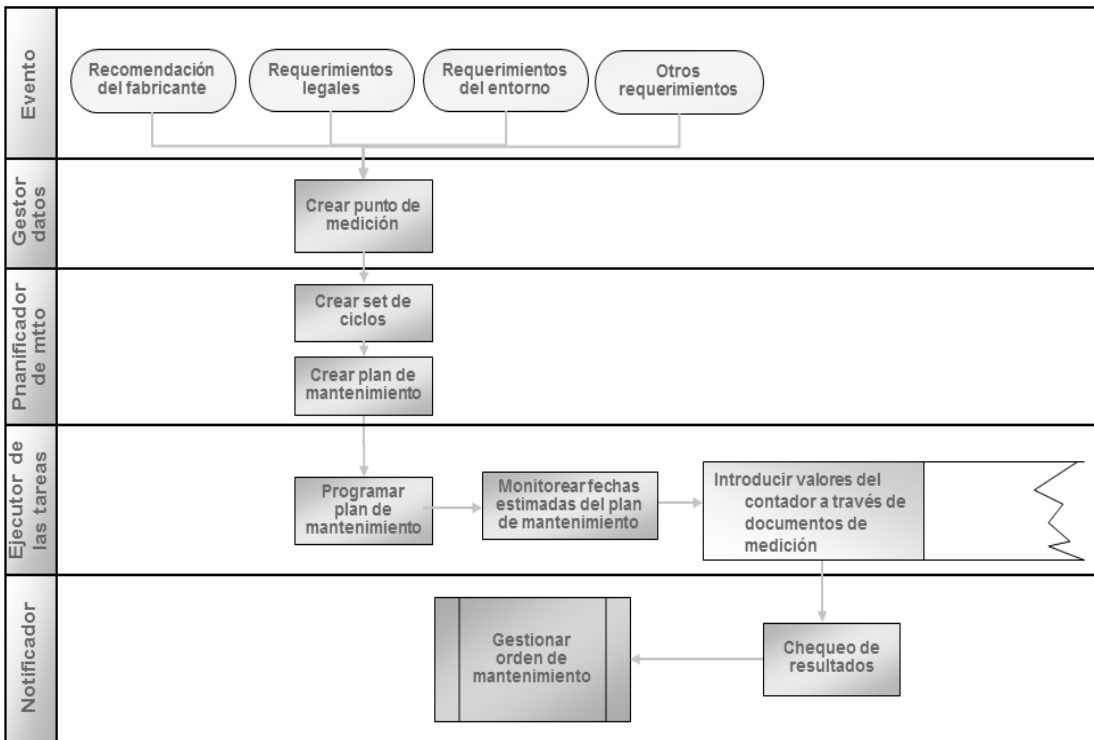 Evento
Recomendación
del fabricante
Requerimientos
legales
Requerimientos
del entorno
Otros
requerimientos
Gestor
datos
Crear punto de
medición
Pnanificador
de mtto
Crear set de
ciclos
Crear plan de
mantenimiento
Ejecutor de
las tareas
Programar
plan de
mantenimiento
Monitorear fechas
estimadas del plan
de mantenimiento
Introducir valores del
contador a través de
documentos de
medición
Notificador
Gestionar
orden de
mantenimiento
Chequeo de
resultados